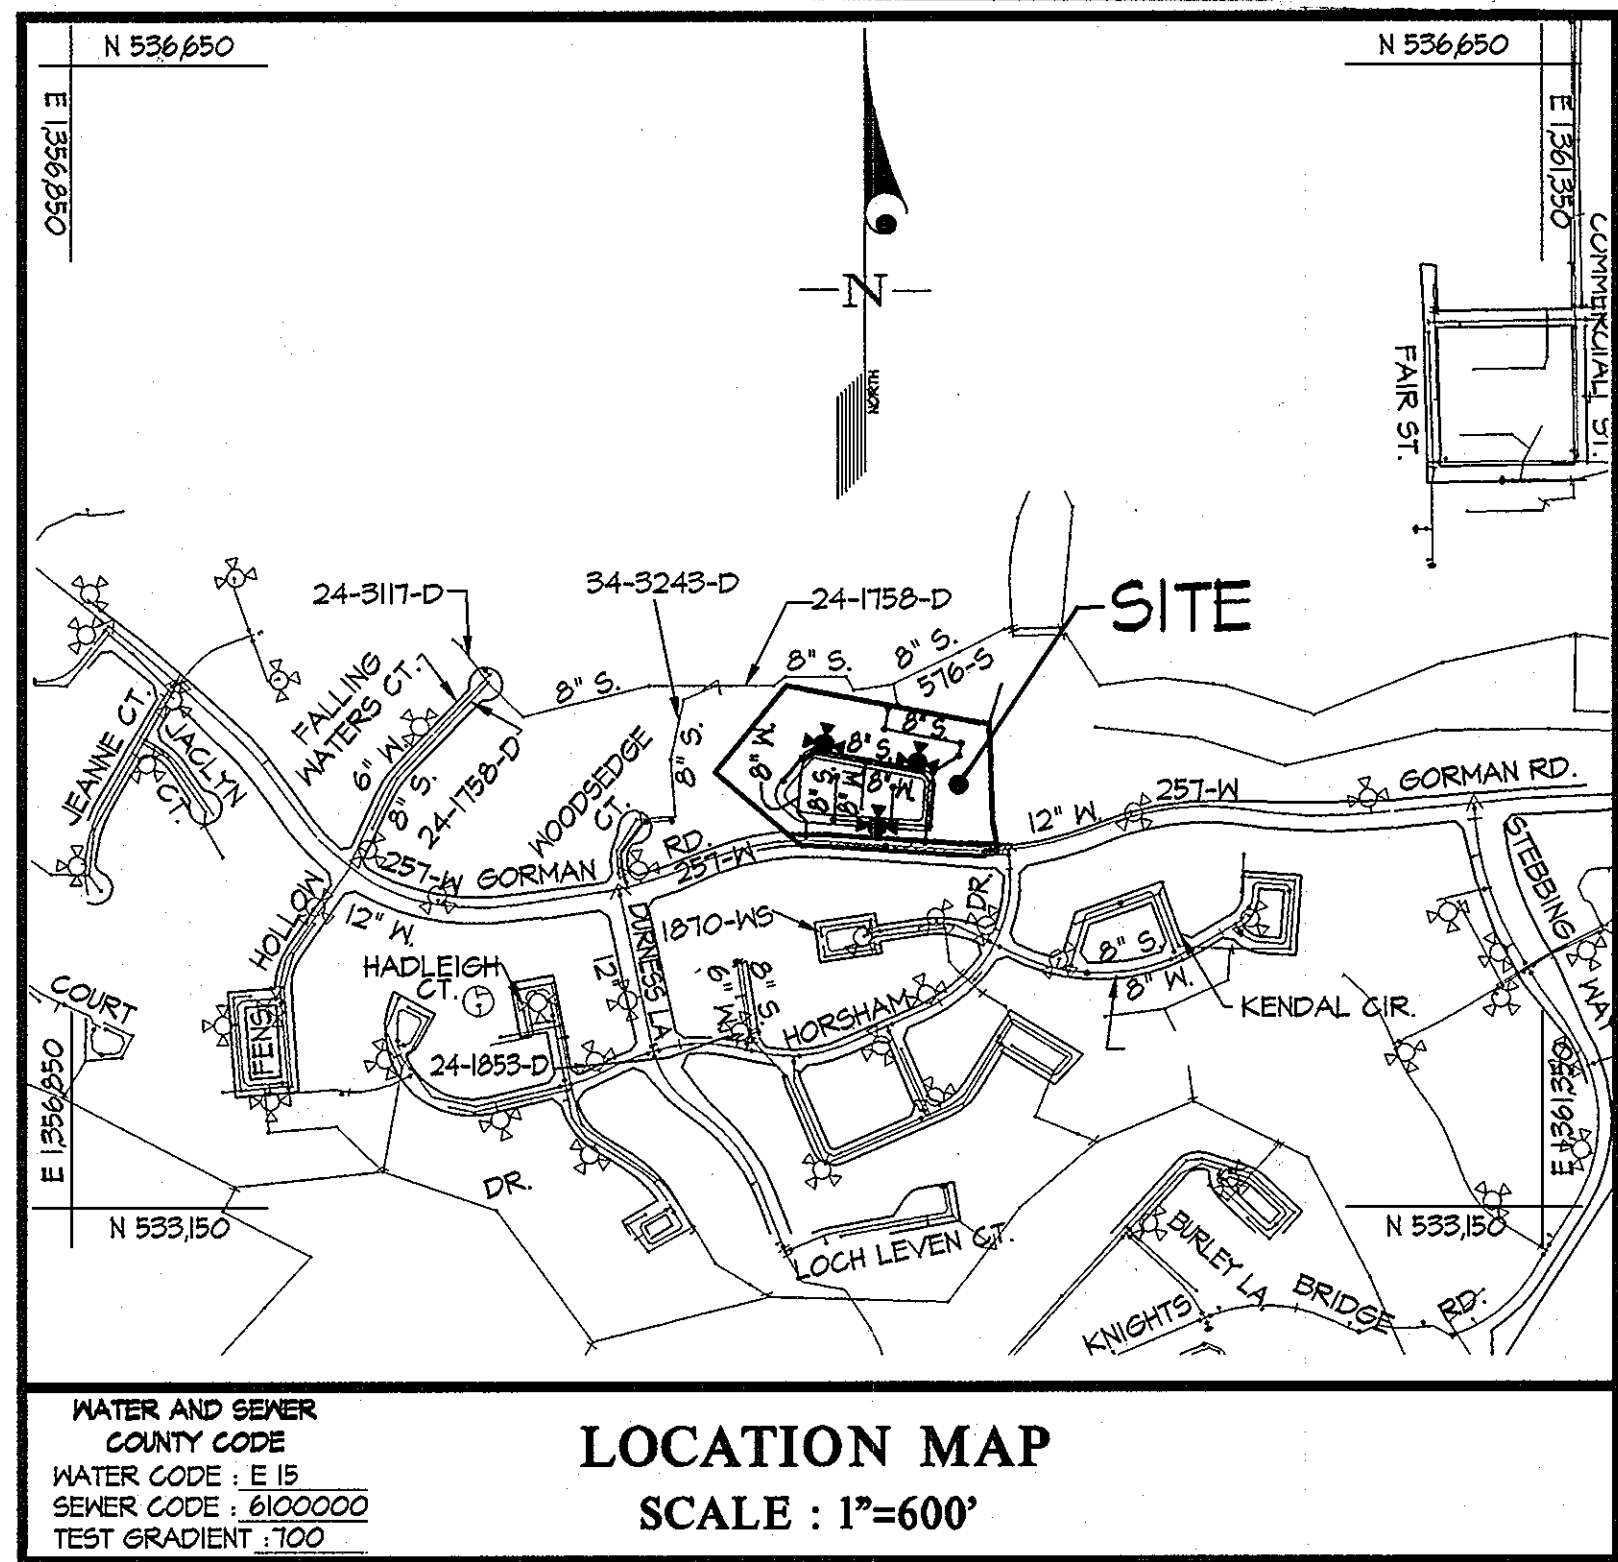 N 536,650
N 536,650
E 1,356,850
E 1,361,350
N
NORTH
COMMERCIAL ST.
FAIR ST.
24-3117-D
34-3243-D
24-1758-D
SITE
8" S.
8" S.
576-S
8" S.
FALLING
WATERS CT.
6" W.
8" S.
24-1758-D
JEANNE CT.
JACLYN
CT.
WOODSEDGE
CT.
8" S.
8" W.
8" S.
8" S.
8" S.
8" W.
8" W.
GORMAN RD.
257-W
12" W.
RD.
257-W
257-W GORMAN
12" W.
STEBBING
WAY
HOLLOW
FENS
COURT
HADLEIGH
CT.
12"
DURNESS LA.
1870-WS
6" W.
8" S.
DR.
HORSHAM
8" S.
8" W.
KENDAL CIR.
24-1853-D
DR.
E 1,356,850
E 1,361,350
N 533,150
N 533,150
LOCH LEVEN CT.
BURLEY LA.
KNIGHTS
BRIDGE
RD.
WATER AND SEWER
COUNTY CODE
WATER CODE : E 15
SEWER CODE : 6100000
TEST GRADIENT : 700
LOCATION MAP
SCALE : 1"=600'